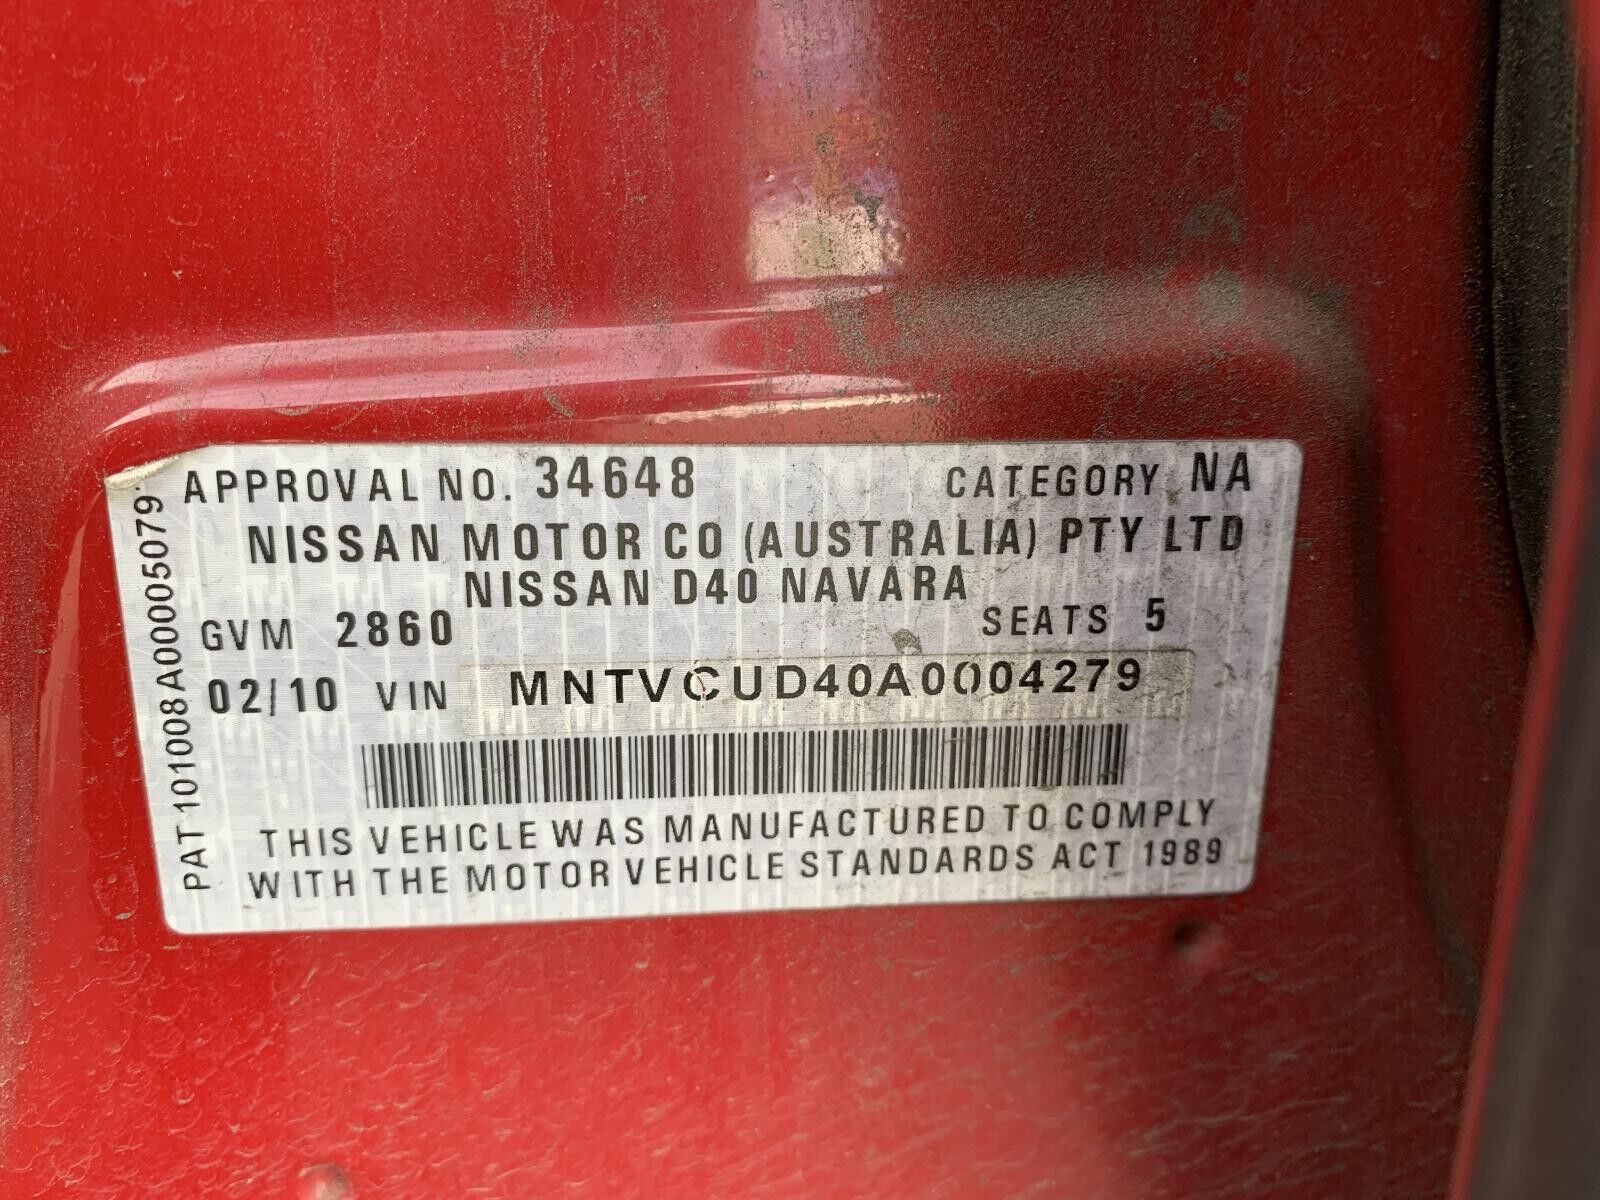 APPROVAL NO. 34648 CATEGORY NA
NISSAN MOTOR CO (AUSTRALIA) PTY LTD
NISSAN D40 NAVARA
GVM 2860 SEATS 5
02/10 VIN MNTVCUD40A0004279
THIS VEHICLE WAS MANUFACTURED TO COMPLY
WITH THE MOTOR VEHICLE STANDARDS ACT 1989
PAT 101008A00005079